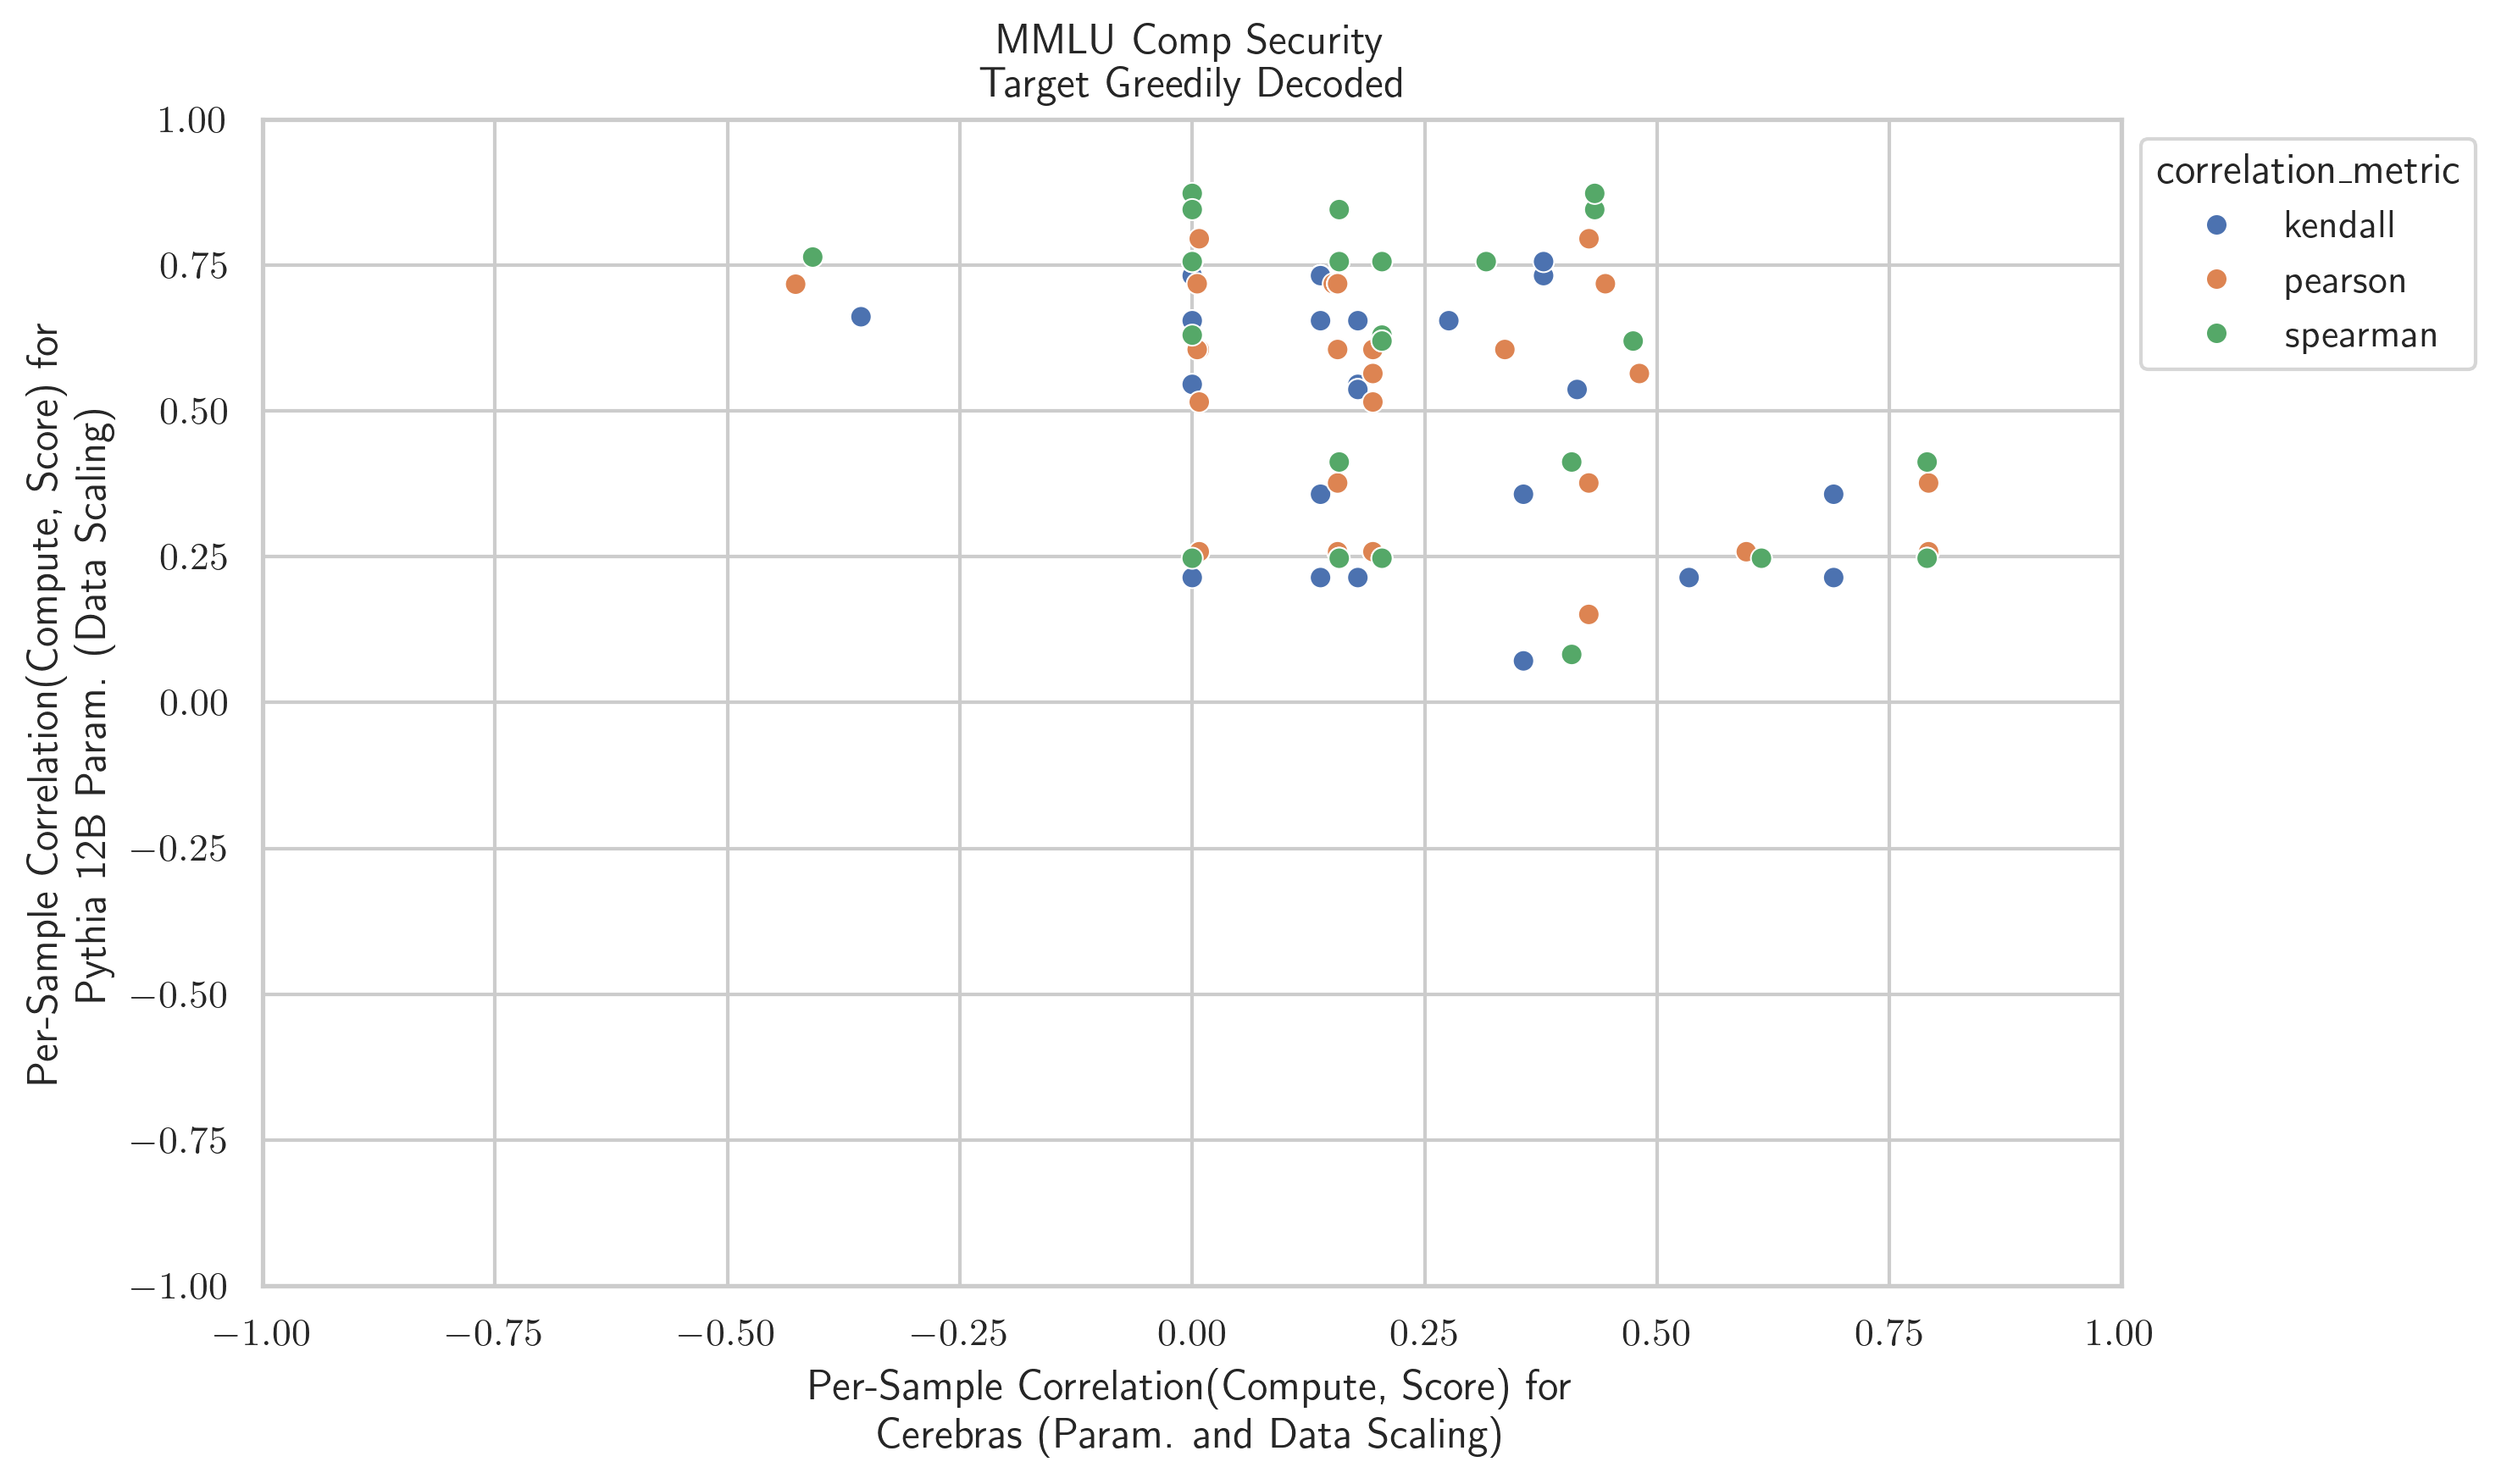 MMLU Comp Security
Target Greedily Decoded
1.00
0.75
0.50
0.25
0.00
−0.25
−0.50
−0.75
−1.00
Per-Sample Correlation(Compute, Score) for
Pythia 12B Param. (Data Scaling)
correlation_metric
kendall
pearson
spearman
−1.00 −0.75 −0.50 −0.25 0.00 0.25 0.50 0.75 1.00
Per-Sample Correlation(Compute, Score) for
Cerebras (Param. and Data Scaling)